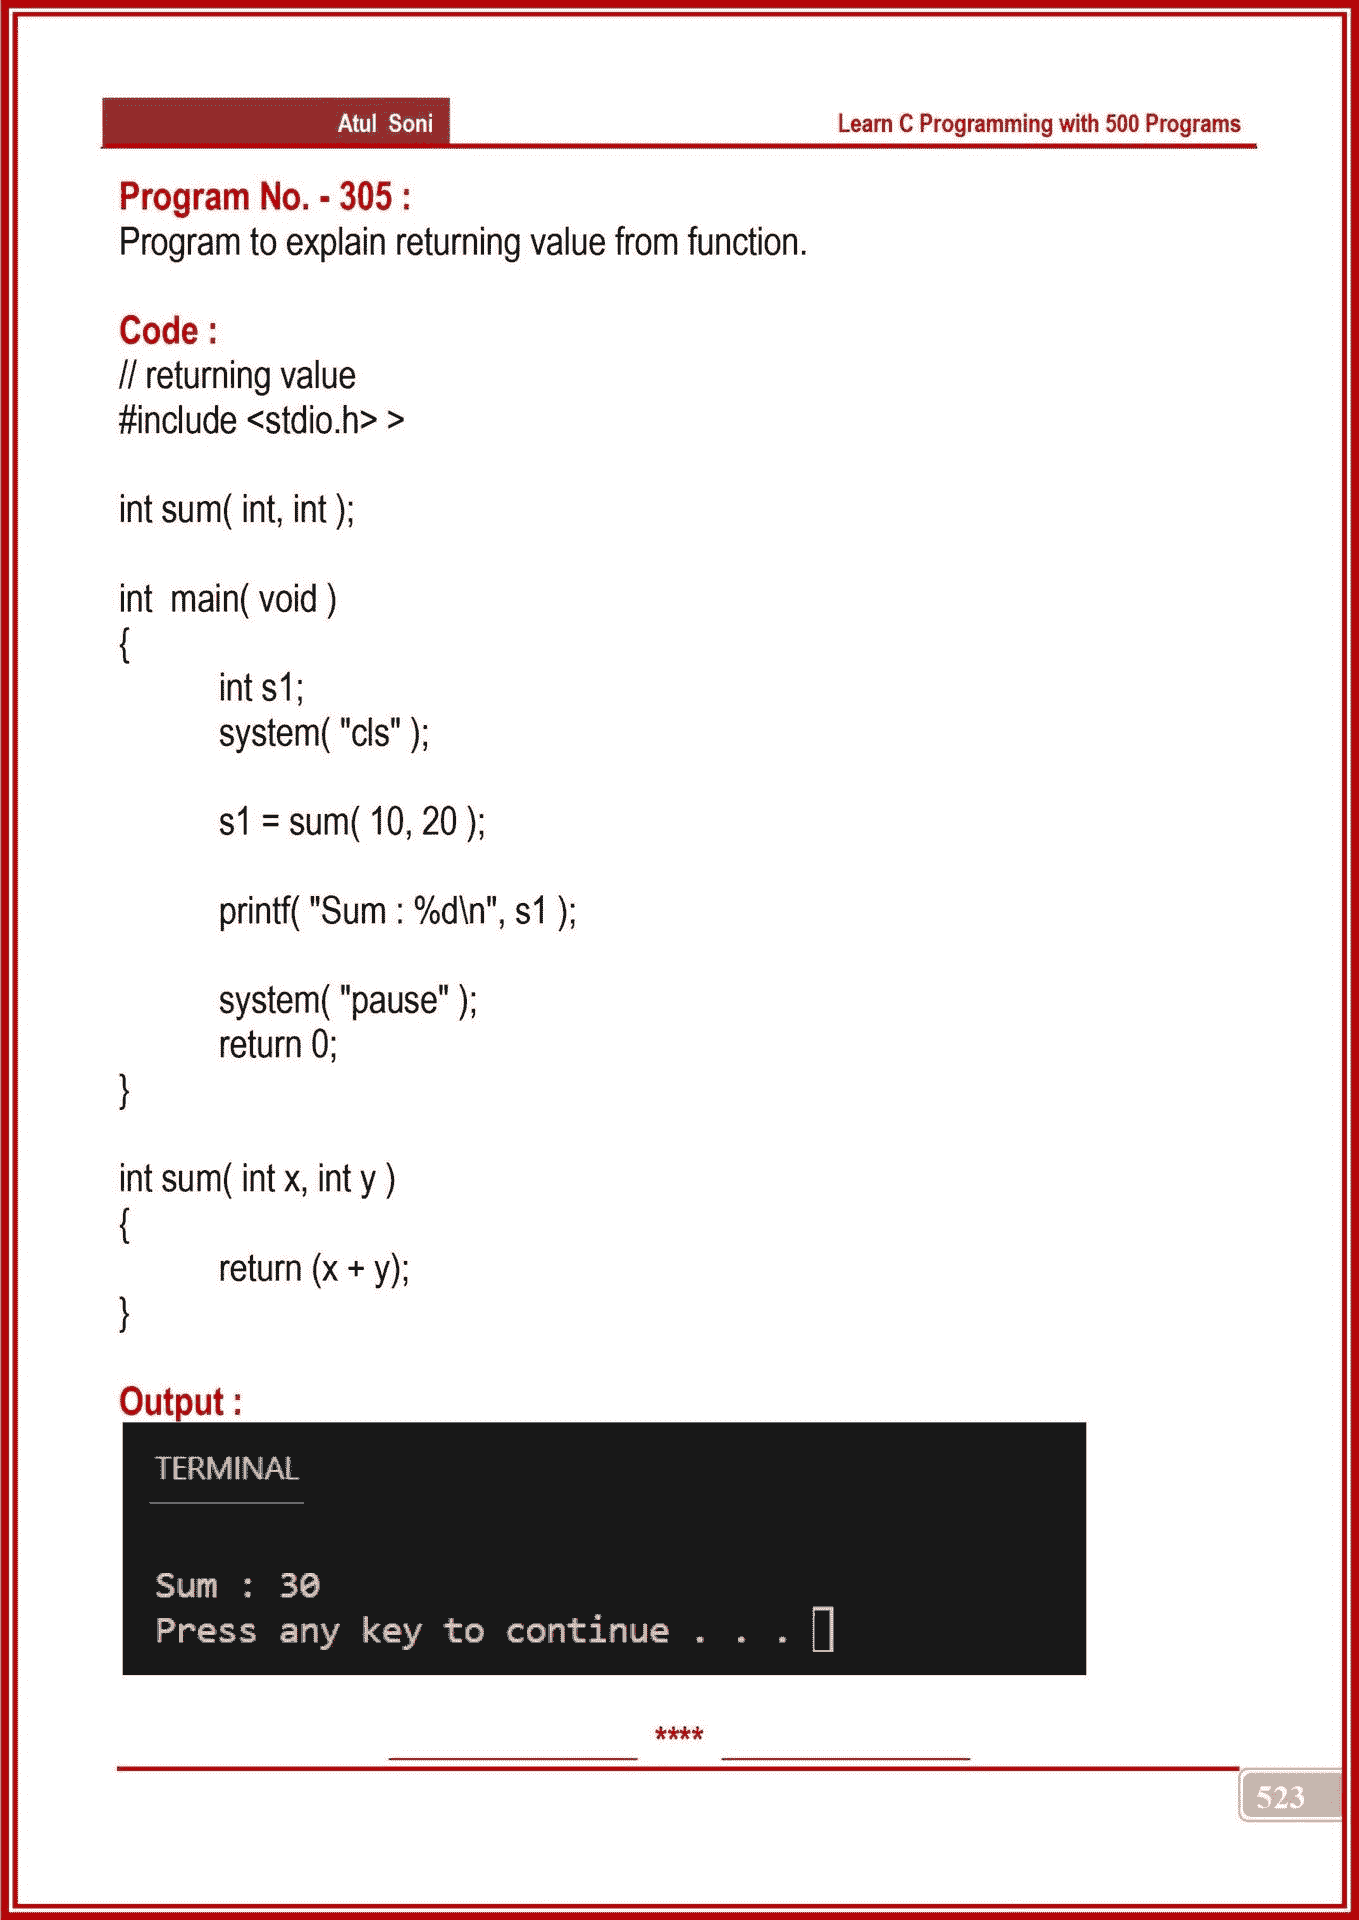 Atul Soni
Learn C Programming with 500 Programs
Program No. - 305 :
Program to explain returning value from function.
Code :
// returning value
#include <stdio.h> >
int sum( int, int );
int main( void )
{
int s1;
system( "cls" );
s1 = sum( 10, 20 );
printf( "Sum : %d\n", s1 );
system( "pause" );
return 0;
}
int sum( int x, int y )
{
return (x + y);
}
Output :
TERMINAL
Sum : 30
Press any key to continue . . .
****
523